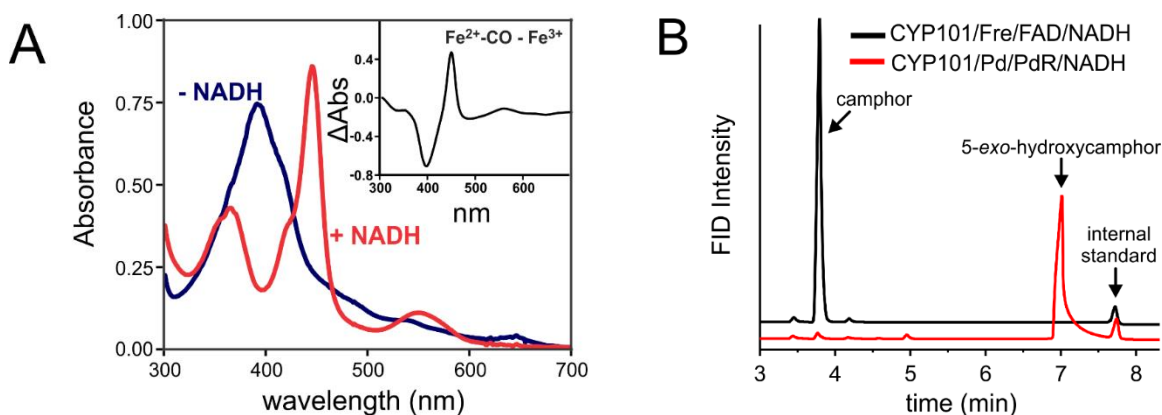 A
Absorbance
1.00
0.75
0.50
0.25
0.00
300
400
500
600
700
wavelength (nm)
- NADH
+ NADH
Fe²⁺-CO - Fe³⁺
ΔAbs
0.4
0.0
-0.4
-0.8
300
400
500
600
nm
B
FID Intensity
CYP101/Fre/FAD/NADH
CYP101/Pd/PdR/NADH
camphor
5-exo-hydroxycamphor
internal
standard
3
4
5
6
7
8
time (min)